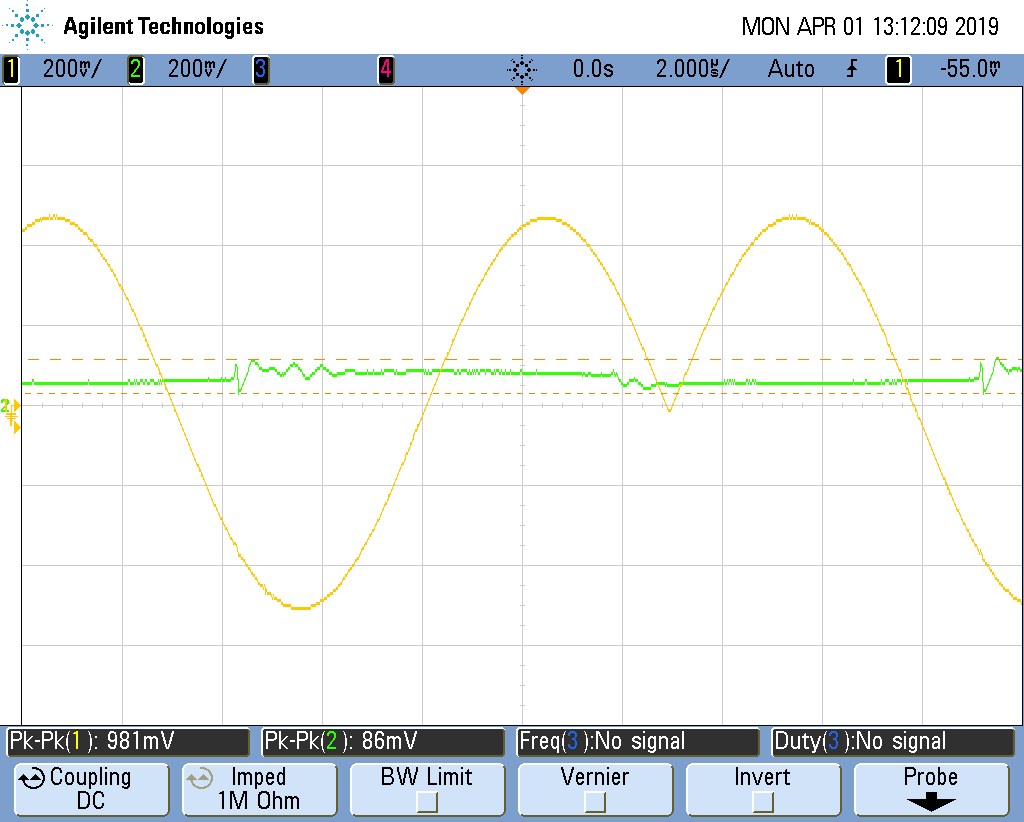 Agilent Technologies MON APR 01 13:12:09 2019
1 200mV/ 2 200mV/ 3 4 0.0s 2.000µs/ Auto 1 -55.0mV
2
Pk-Pk(1): 981mV Pk-Pk(2): 86mV Freq(3):No signal Duty(3):No signal
Coupling Imped BW Limit Vernier Invert Probe
DC 1M Ohm